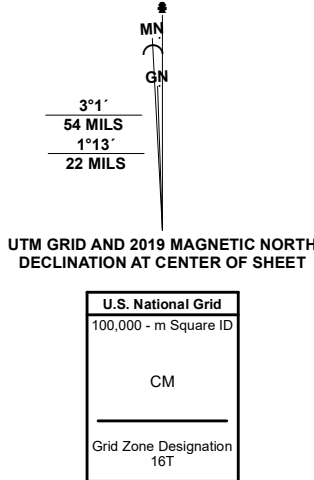 MN
GN
3°1´
54 MILS
1°13´
22 MILS
UTM GRID AND 2019 MAGNETIC NORTH
DECLINATION AT CENTER OF SHEET
U.S. National Grid
100,000 - m Square ID
CM
Grid Zone Designation
16T